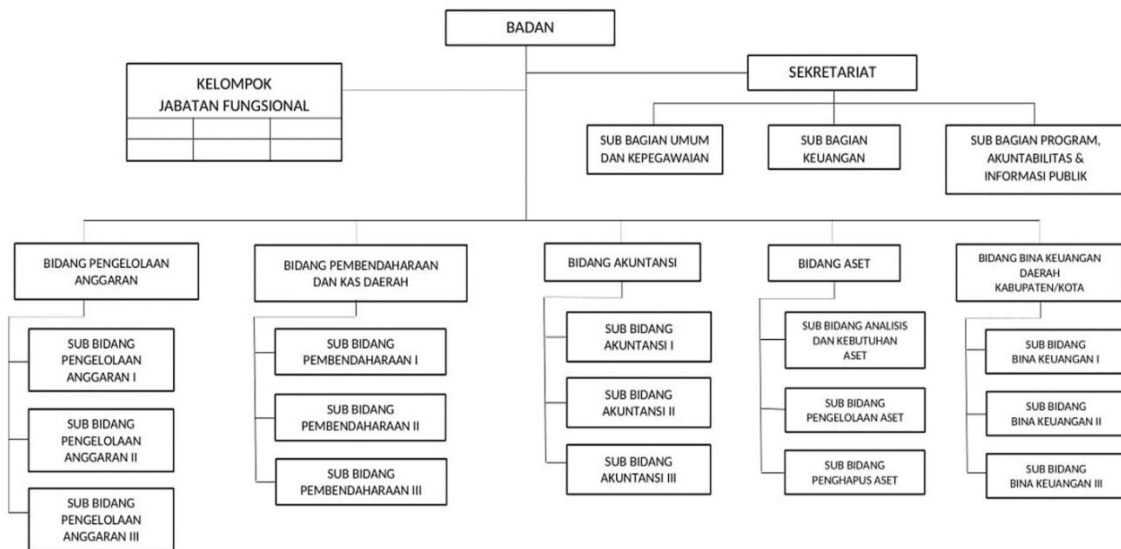 BADAN
SEKRETARIAT
KELOMPOK
JABATAN FUNGSIONAL
SUB BAGIAN UMUM
DAN KEPEGAWAIAN
SUB BAGIAN
KEUANGAN
SUB BAGIAN PROGRAM,
AKUNTABILITAS &
INFORMASI PUBLIK
BIDANG PENGELOLAAN
ANGGARAN
SUB BIDANG
PENGELOLAAN
ANGGARAN I
SUB BIDANG
PENGELOLAAN
ANGGARAN II
SUB BIDANG
PENGELOLAAN
ANGGARAN III
BIDANG PEMBENDAHARAAN
DAN KAS DAERAH
SUB BIDANG
PEMBENDAHARAAN I
SUB BIDANG
PEMBENDAHARAAN II
SUB BIDANG
PEMBENDAHARAAN III
BIDANG AKUNTANSI
SUB BIDANG
AKUNTANSI I
SUB BIDANG
AKUNTANSI II
SUB BIDANG
AKUNTANSI III
BIDANG ASET
SUB BIDANG ANALISIS
DAN KEBUTUHAN
ASET
SUB BIDANG
PENGELOLAAN ASET
SUB BIDANG
PENGHAPUS ASET
BIDANG BINA KEUANGAN
DAERAH
KABUPATEN/KOTA
SUB BIDANG
BINA KEUANGAN I
SUB BIDANG
BINA KEUANGAN II
SUB BIDANG
BINA KEUANGAN III